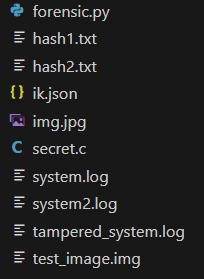 forensic.py
hash1.txt
hash2.txt
{} ik.json
img.jpg
C secret.c
system.log
system2.log
tampered_system.log
test_image.img